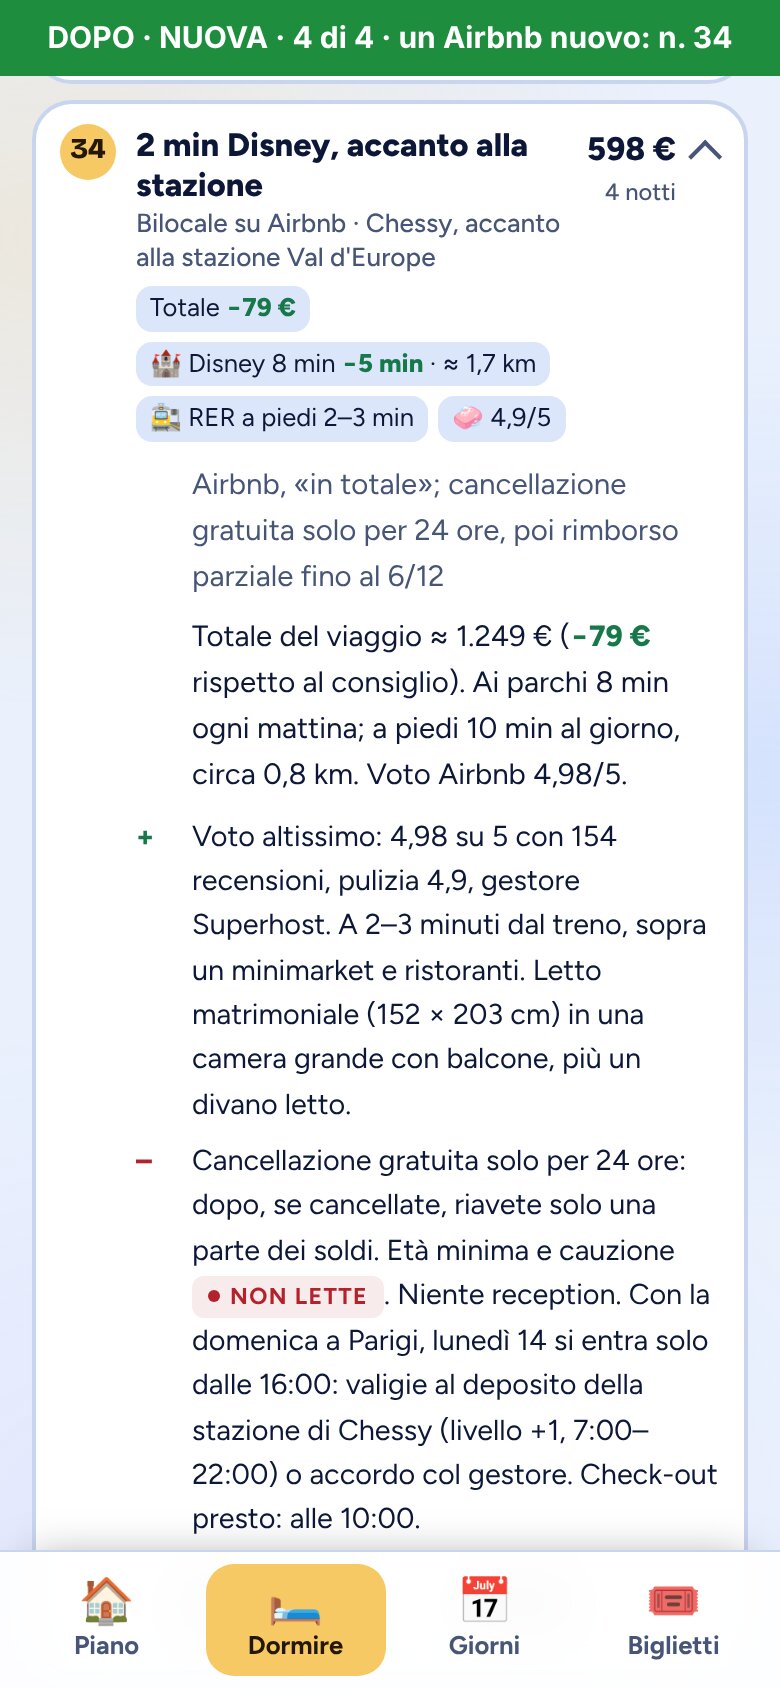 DOPO · NUOVA · 4 di 4 · un Airbnb nuovo: n. 34
34
2 min Disney, accanto alla
stazione
598 €
4 notti
Bilocale su Airbnb · Chessy, accanto
alla stazione Val d'Europe
Totale −79 €
Disney 8 min −5 min · ≈ 1,7 km
RER a piedi 2–3 min
4,9/5
Airbnb, «in totale»; cancellazione
gratuita solo per 24 ore, poi rimborso
parziale fino al 6/12
Totale del viaggio ≈ 1.249 € (−79 €
rispetto al consiglio). Ai parchi 8 min
ogni mattina; a piedi 10 min al giorno,
circa 0,8 km. Voto Airbnb 4,98/5.
+ Voto altissimo: 4,98 su 5 con 154
recensioni, pulizia 4,9, gestore
Superhost. A 2–3 minuti dal treno, sopra
un minimarket e ristoranti. Letto
matrimoniale (152 × 203 cm) in una
camera grande con balcone, più un
divano letto.
− Cancellazione gratuita solo per 24 ore:
dopo, se cancellate, riavete solo una
parte dei soldi. Età minima e cauzione
● NON LETTE . Niente reception. Con la
domenica a Parigi, lunedì 14 si entra solo
dalle 16:00: valigie al deposito della
stazione di Chessy (livello +1, 7:00–
22:00) o accordo col gestore. Check-out
presto: alle 10:00.
July
17
Piano
Dormire
Giorni
Biglietti